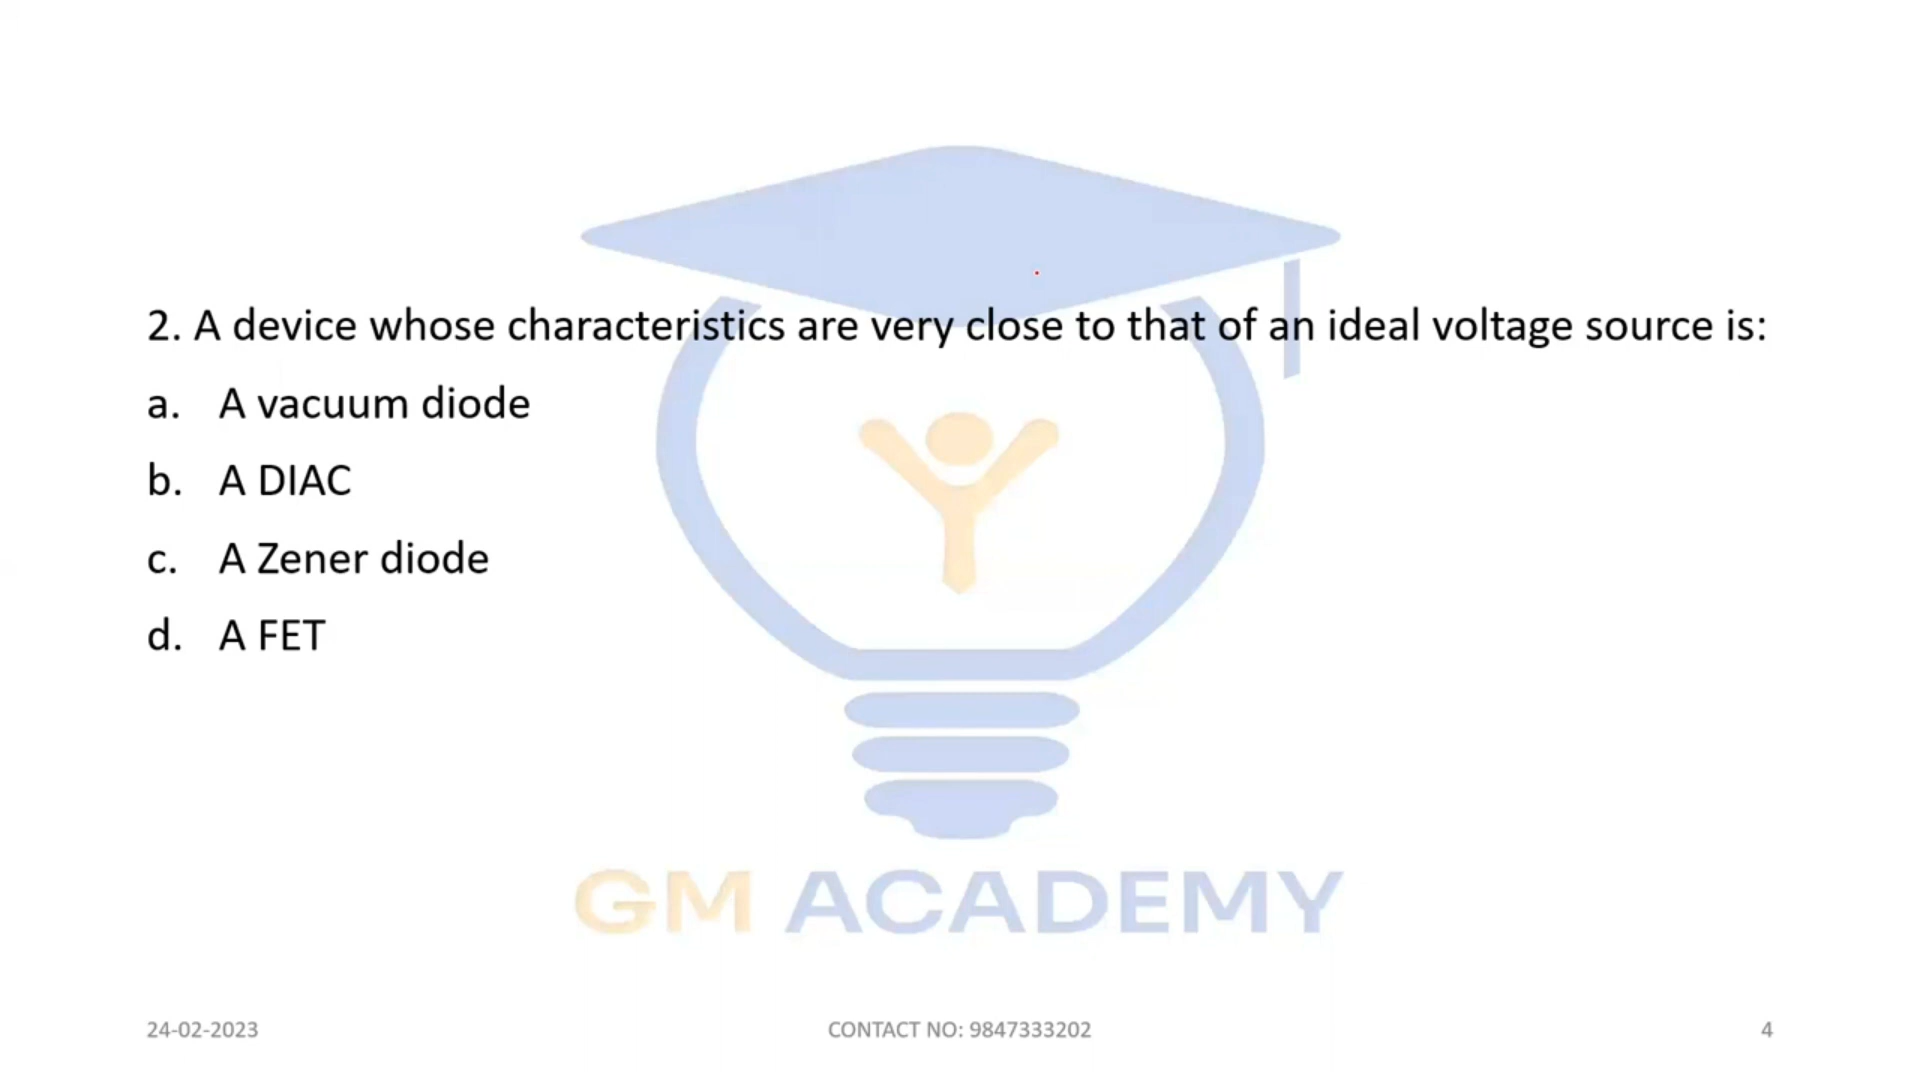 2. A device whose characteristics are very close to that of an ideal voltage source is:
a. A vacuum diode
b. A DIAC
c. A Zener diode
d. A FET
GM ACADEMY
24-02-2023 CONTACT NO: 9847333202 4